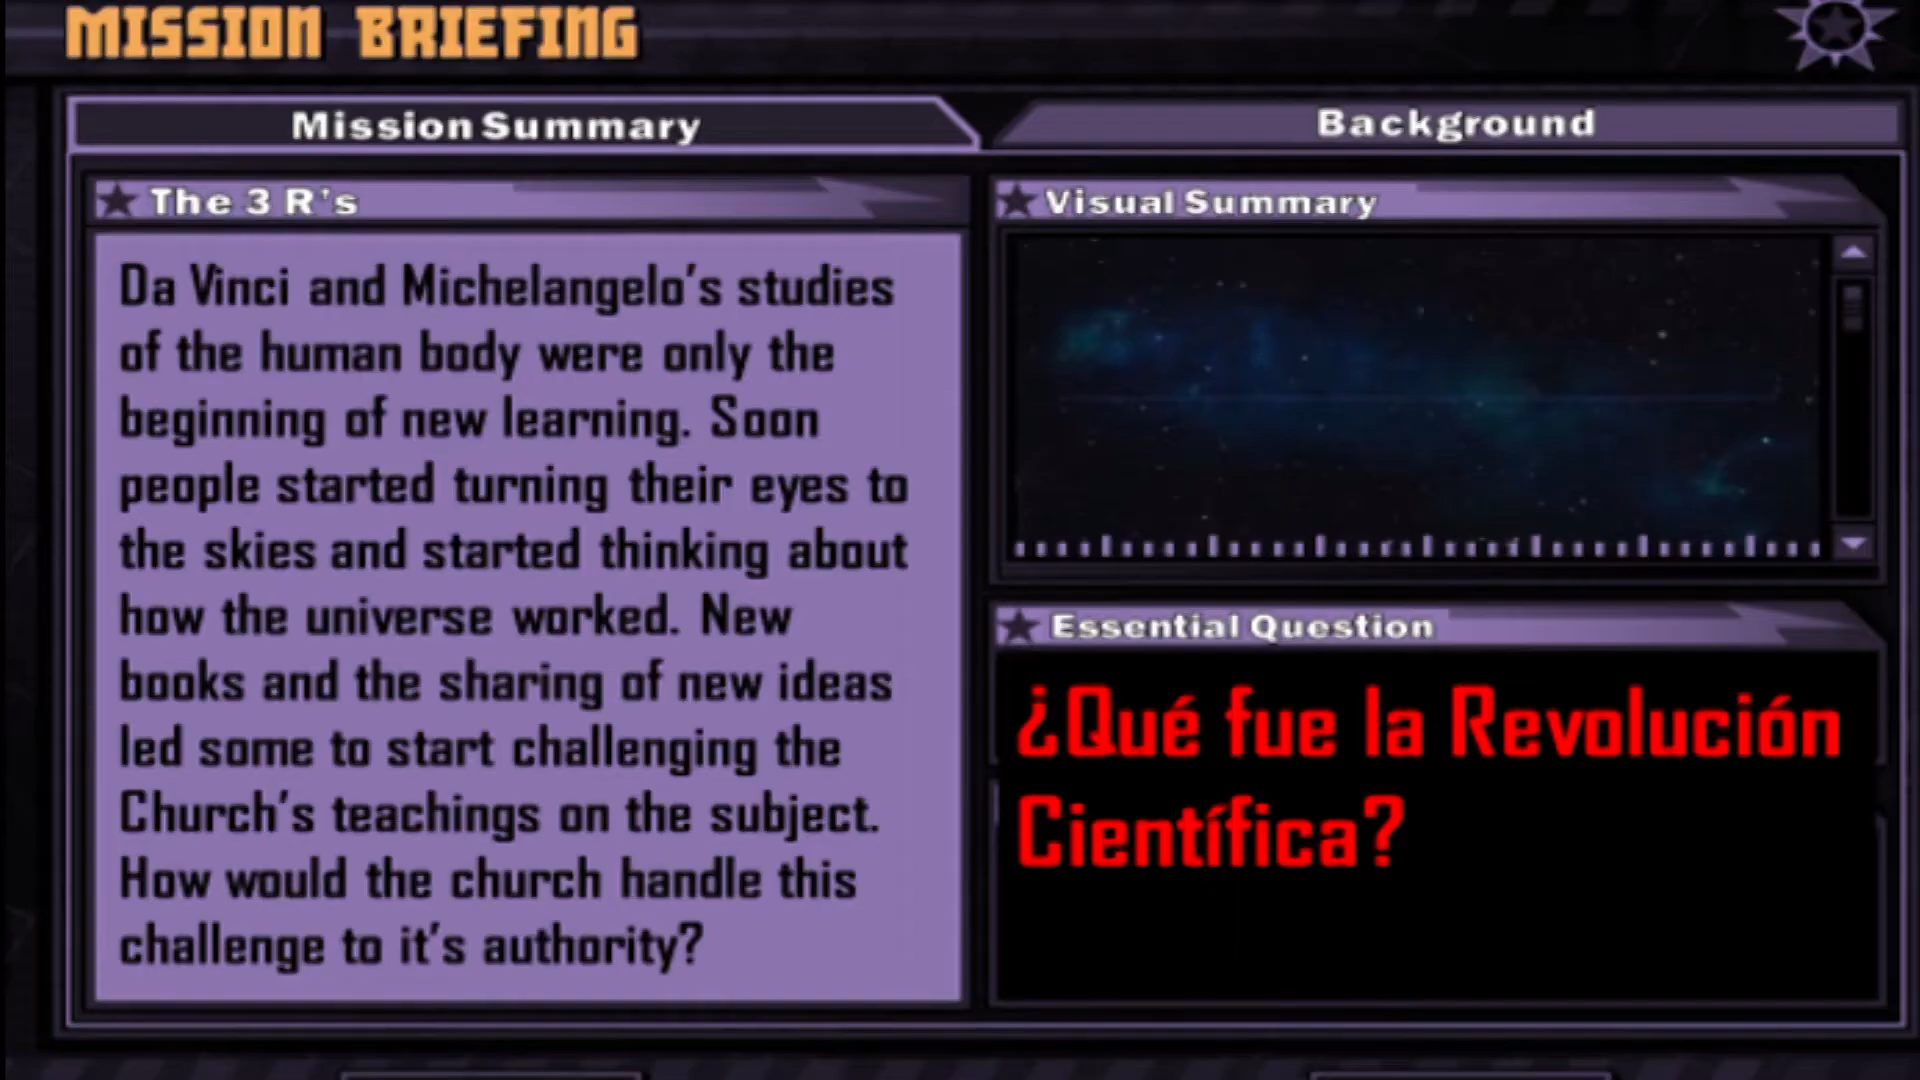 MISSION BRIEFING
Mission Summary
Background
The 3 R's
Da Vinci and Michelangelo's studies
of the human body were only the
beginning of new learning. Soon
people started turning their eyes to
the skies and started thinking about
how the universe worked. New
books and the sharing of new ideas
led some to start challenging the
Church's teachings on the subject.
How would the church handle this
challenge to it's authority?
Visual Summary
Essential Question
¿Qué fue la Revolución
Científica?